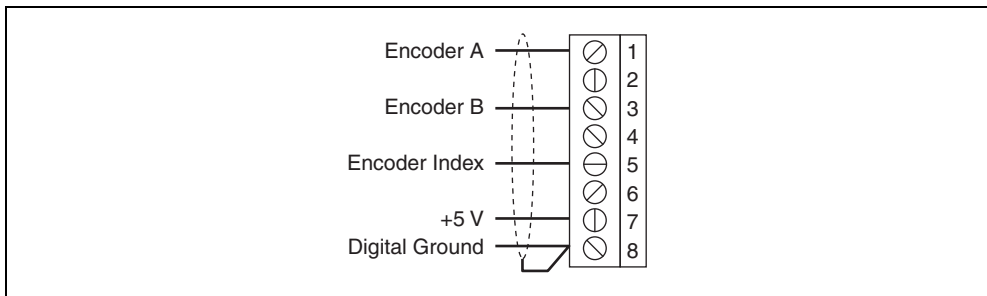 Encoder A 1
2
Encoder B 3
4
Encoder Index 5
6
+5 V 7
Digital Ground 8